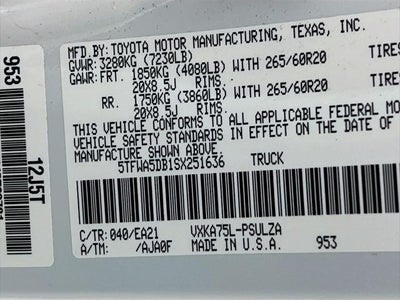 MFD.BY: TOYOTA MOTOR MANUFACTURING, TEXAS, INC.
GVWR: 3280KG (7230LB)
GAWR: FRT. 1850KG (4080LB) WITH 265/60R20 TIRES
20X8.5J RIMS
RR. 1750KG (3860LB) WITH 265/60R20 TIRES
20X8.5J RIMS
THIS VEHICLE CONFORMS TO ALL APPLICABLE FEDERAL MOTOR
VEHICLE SAFETY STANDARDS IN EFFECT ON THE DATE OF
MANUFACTURE SHOWN ABOVE.
5TFWA5DB1SX251636 TRUCK
C/TR: 040/EA21 VXKA75L-PSULZA
A/TM: /AJA0F MADE IN U.S.A. 953
953
12J5T